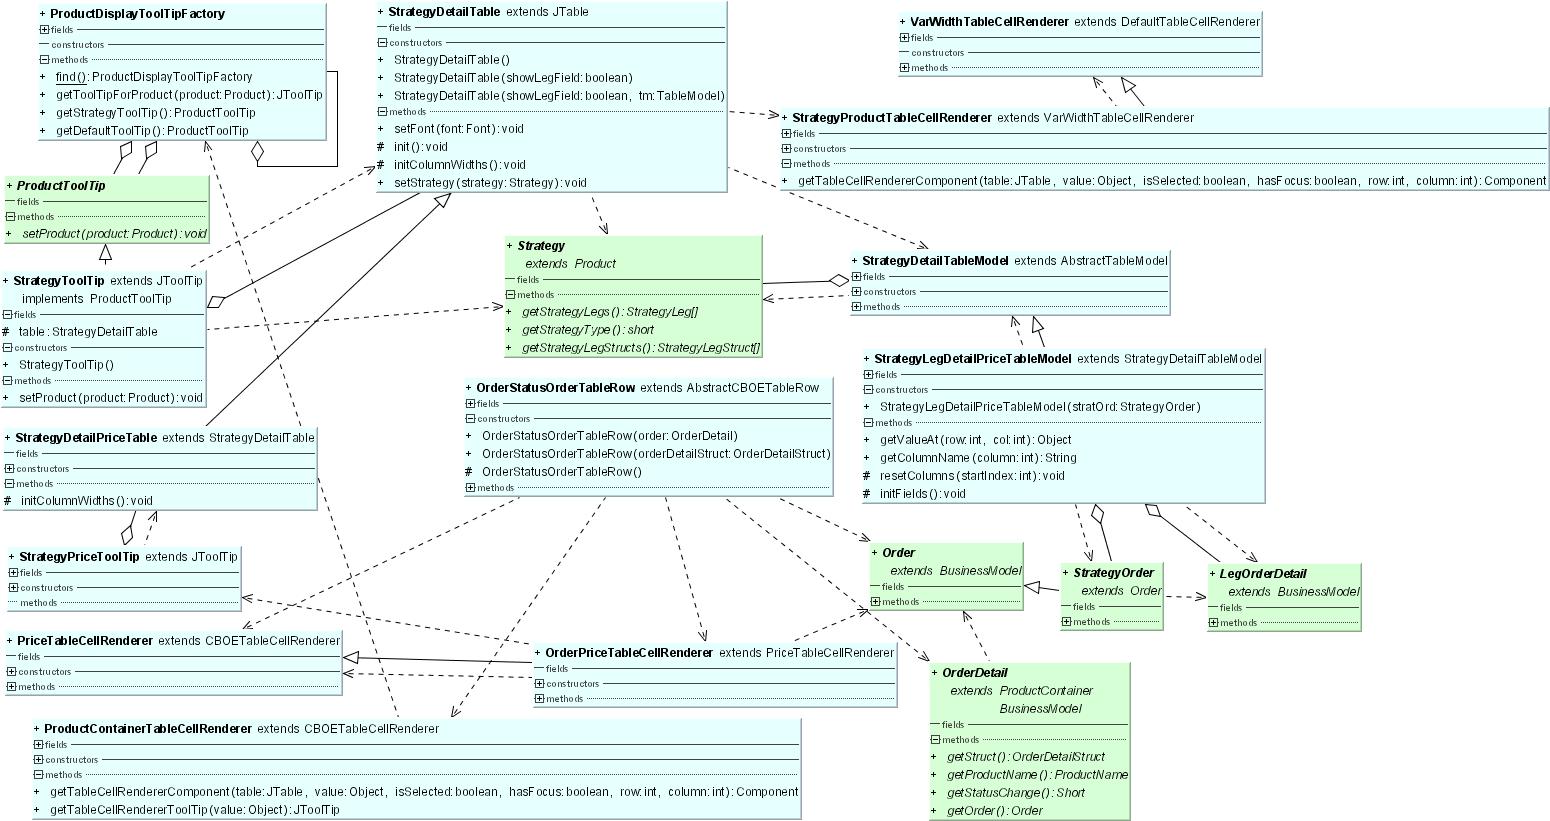 + ProductDisplayToolTipFactory
fields
constructors
methods
+ find():ProductDisplayToolTipFactory
+ getToolTipForProduct(product:Product):JToolTip
+ getStrategyToolTip():ProductToolTip
+ getDefaultToolTip():ProductToolTip
+ StrategyDetailTable extends JTable
fields
constructors
+ StrategyDetailTable()
+ StrategyDetailTable(showLegField:boolean)
+ StrategyDetailTable(showLegField:boolean, tm:TableModel)
methods
+ setFont(font:Font):void
# init():void
# initColumnWidths():void
+ setStrategy(strategy:Strategy):void
+ VarWidthTableCellRenderer extends DefaultTableCellRenderer
fields
constructors
methods
+ StrategyProductTableCellRenderer extends VarWidthTableCellRenderer
fields
constructors
methods
+ getTableCellRendererComponent(table:JTable, value:Object, isSelected:boolean, hasFocus:boolean, row:int, column:int):Component
+ ProductToolTip
fields
methods
+ setProduct(product:Product):void
+ Strategy
extends Product
fields
methods
+ getStrategyLegs():StrategyLeg[]
+ getStrategyType():short
+ getStrategyLegStructs():StrategyLegStruct[]
+ StrategyDetailTableModel extends AbstractTableModel
fields
constructors
methods
+ StrategyToolTip extends JToolTip
implements ProductToolTip
fields
# table:StrategyDetailTable
constructors
+ StrategyToolTip()
methods
+ setProduct(product:Product):void
+ StrategyLegDetailPriceTableModel extends StrategyDetailTableModel
fields
constructors
+ StrategyLegDetailPriceTableModel(stratOrd:StrategyOrder)
methods
+ getValueAt(row:int, col:int):Object
+ getColumnName(column:int):String
# resetColumns(startIndex:int):void
# initFields():void
+ OrderStatusOrderTableRow extends AbstractCBOETableRow
fields
constructors
+ OrderStatusOrderTableRow(order:OrderDetail)
+ OrderStatusOrderTableRow(orderDetailStruct:OrderDetailStruct)
# OrderStatusOrderTableRow()
methods
+ StrategyDetailPriceTable extends StrategyDetailTable
fields
constructors
methods
# initColumnWidths():void
+ StrategyPriceToolTip extends JToolTip
fields
constructors
methods
+ Order
extends BusinessModel
fields
methods
+ StrategyOrder
extends Order
fields
methods
+ LegOrderDetail
extends BusinessModel
fields
methods
+ PriceTableCellRenderer extends CBOETableCellRenderer
fields
constructors
methods
+ OrderPriceTableCellRenderer extends PriceTableCellRenderer
fields
constructors
methods
+ OrderDetail
extends ProductContainer
BusinessModel
fields
methods
+ getStruct():OrderDetailStruct
+ getProductName():ProductName
+ getStatusChange():Short
+ getOrder():Order
+ ProductContainerTableCellRenderer extends CBOETableCellRenderer
fields
constructors
methods
+ getTableCellRendererComponent(table:JTable, value:Object, isSelected:boolean, hasFocus:boolean, row:int, column:int):Component
+ getTableCellRendererToolTip(value:Object):JToolTip